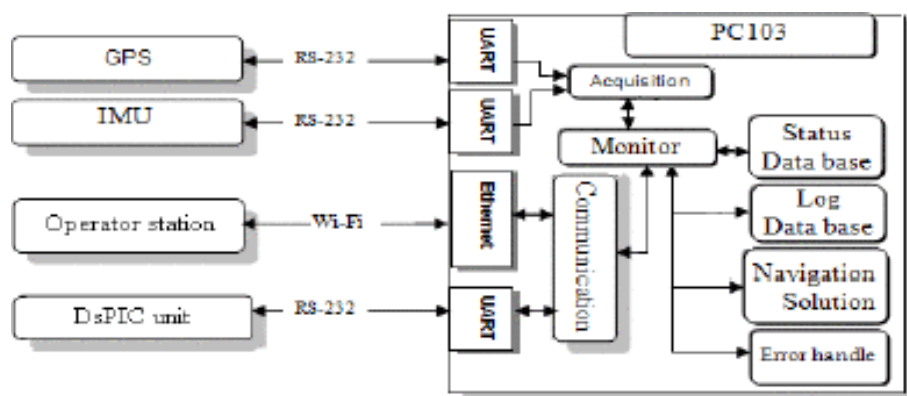 PC103
GPS
RS-232
UART
Acquisition
IMU
RS-232
UART
Monitor
Status
Data base
Operator station
Wi-Fi
Ethernet
Communication
Log
Data base
Navigation
Solution
DsPIC unit
RS-232
UART
Error handle